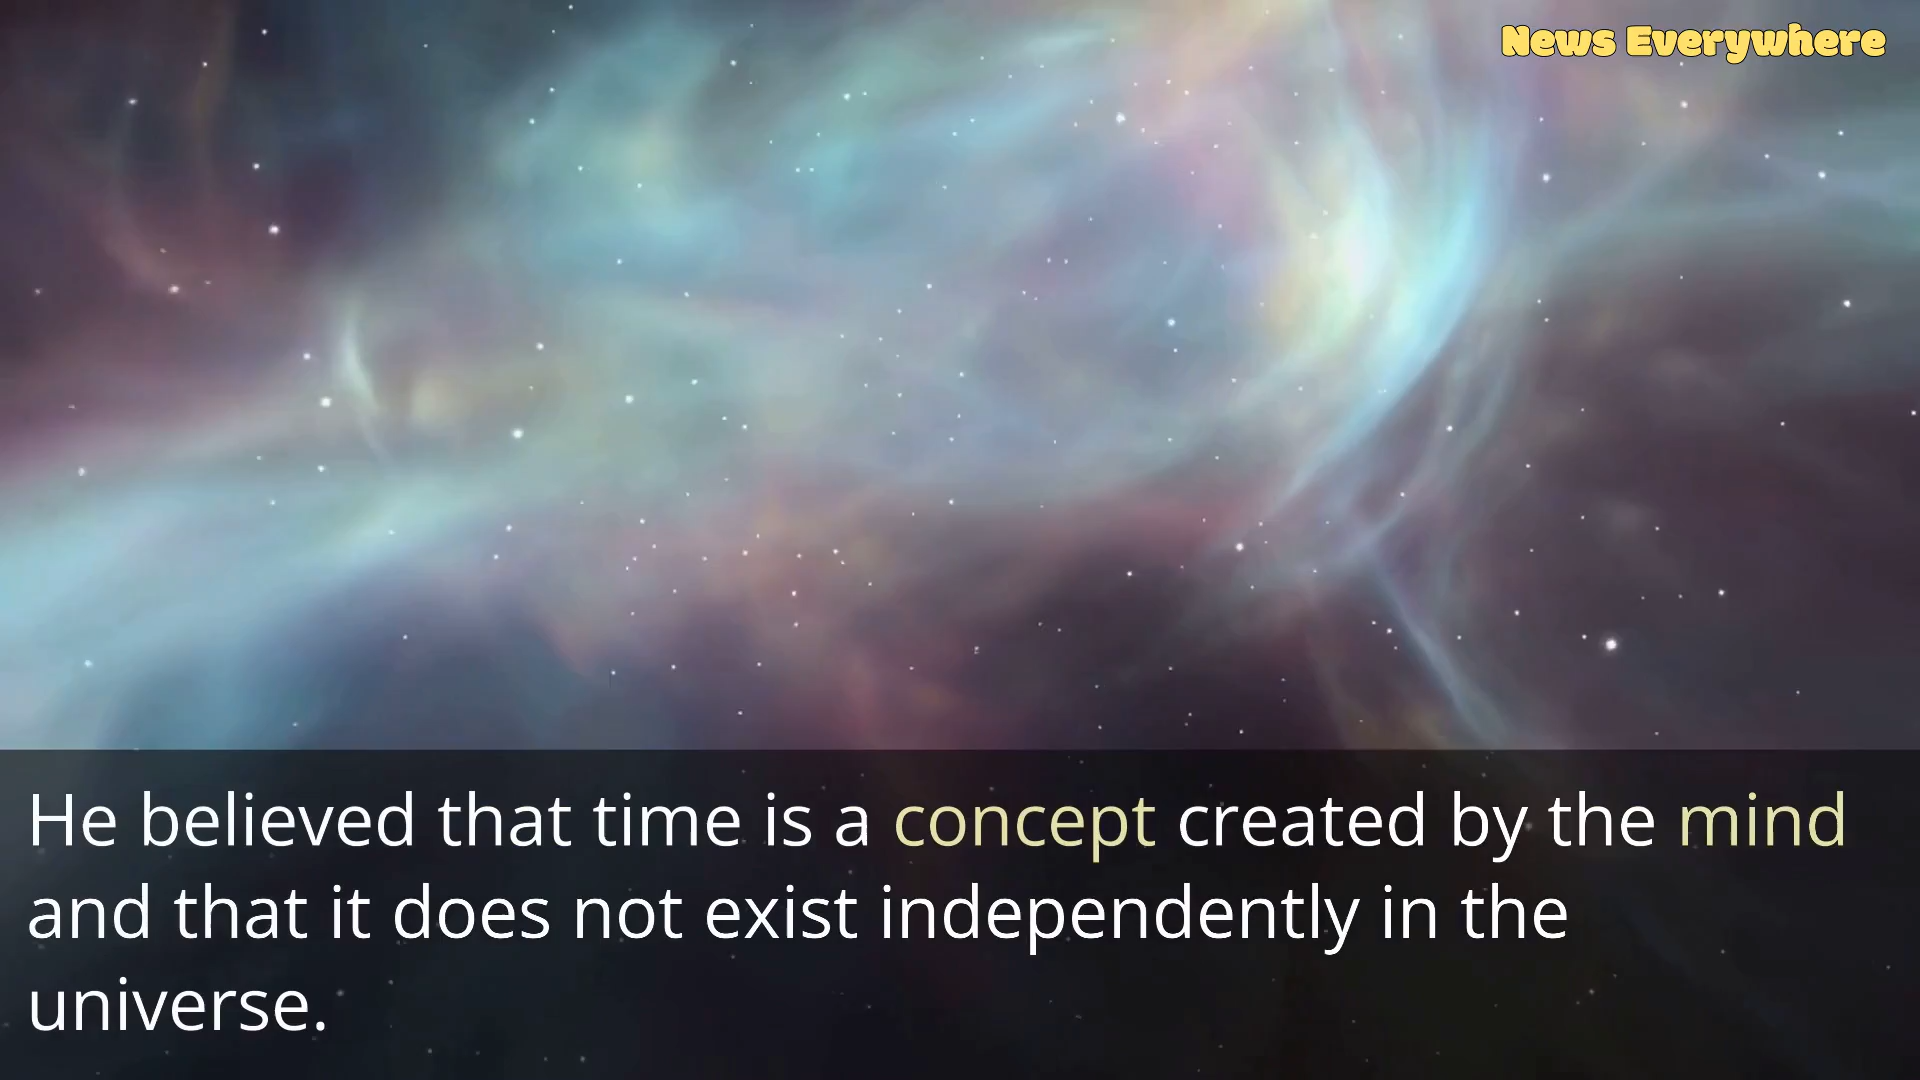 News Everywhere
He believed that time is a concept created by the mind
and that it does not exist independently in the
universe.